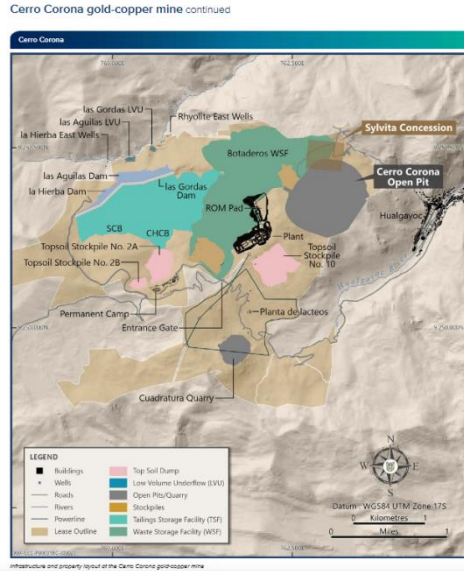 Cerro Corona gold-copper mine continued
Cerro Corona
762.500E
las Gordas LVU
las Aguilas LVU
la Hierba East Wells
Rhyolite East Wells
Sylvita Concession
Botaderos WSF
Cerro Corona
Open Pit
las Aguilas Dam
la Hierba Dam
las Gordas
Dam
ROM Pad
Hualgayoc
SCB
CHCB
Plant
Topsoil Stockpile No. 2A
Topsoil Stockpile No. 2B
Topsoil
Stockpile
No. 10
Permanent Camp
Entrance Gate
Planta de lacteos
Cuadratura Quarry
LEGEND
Buildings
Wells
Roads
Rivers
Powerline
Lease Outline
Top Soil Dump
Low Volume Underflow (LVU)
Open Pits/Quarry
Stockpiles
Tailings Storage Facility (TSF)
Waste Storage Facility (WSF)
N
W
E
S
Datum : WGS84 UTM Zone 17S
0 Kilometres 1
0 Miles 1
Infrastructure and property layout at the Cerro Corona gold-copper mine